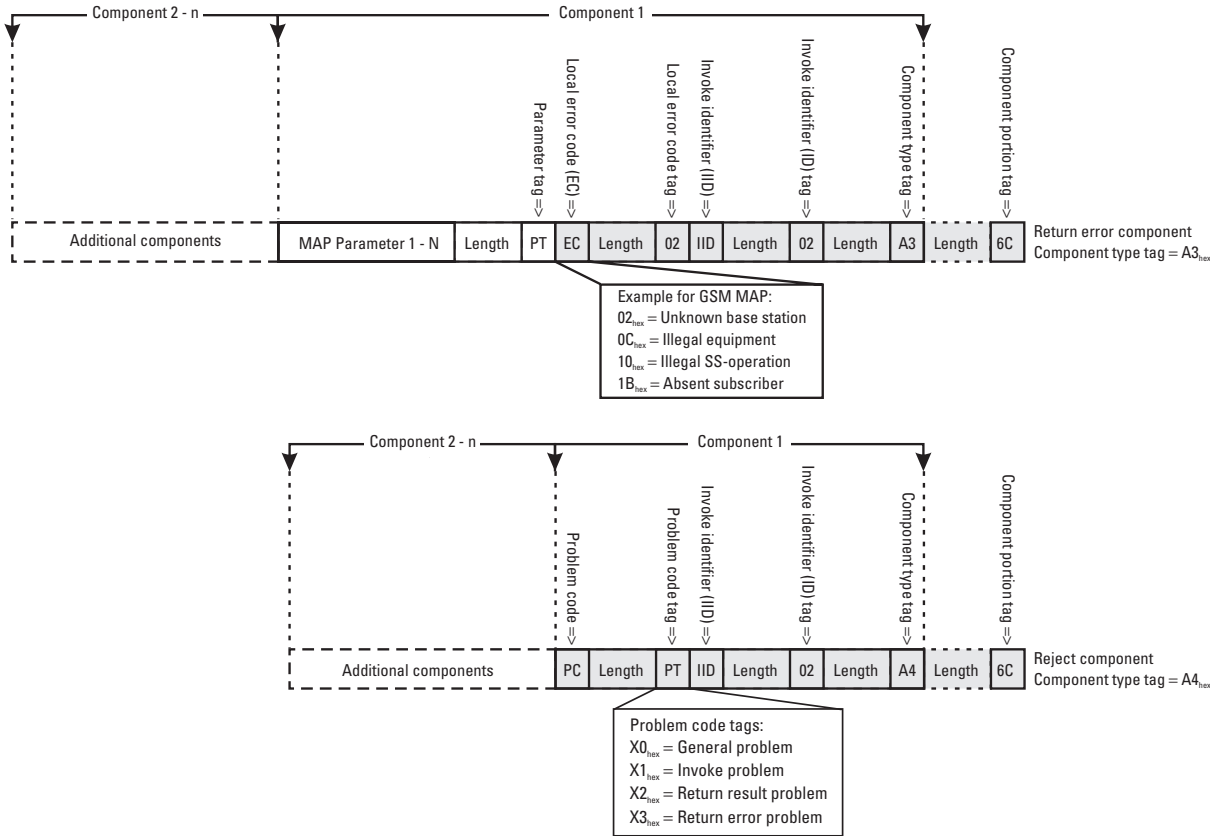 Component 2 - n
Component 1
Parameter tag=>
Local error code (EC)=>
Local error code tag=>
Invoke identifier (IID)=>
Invoke identifier (ID) tag=>
Component type tag=>
Component portion tag=>
Additional components
MAP Parameter 1 - N
Length
PT
EC
Length
02
IID
Length
02
Length
A3
Length
6C
Return error component
Component type tag = A3hex
Example for GSM MAP:
02hex = Unknown base station
0Chex = Illegal equipment
10hex = Illegal SS-operation
1Bhex = Absent subscriber
Component 2 - n
Component 1
Problem code=>
Problem code tag=>
Invoke identifier (IID)=>
Invoke identifier (ID) tag=>
Component type tag=>
Component portion tag=>
Additional components
PC
Length
PT
IID
Length
02
Length
A4
Length
6C
Reject component
Component type tag = A4hex
Problem code tags:
X0hex = General problem
X1hex = Invoke problem
X2hex = Return result problem
X3hex = Return error problem